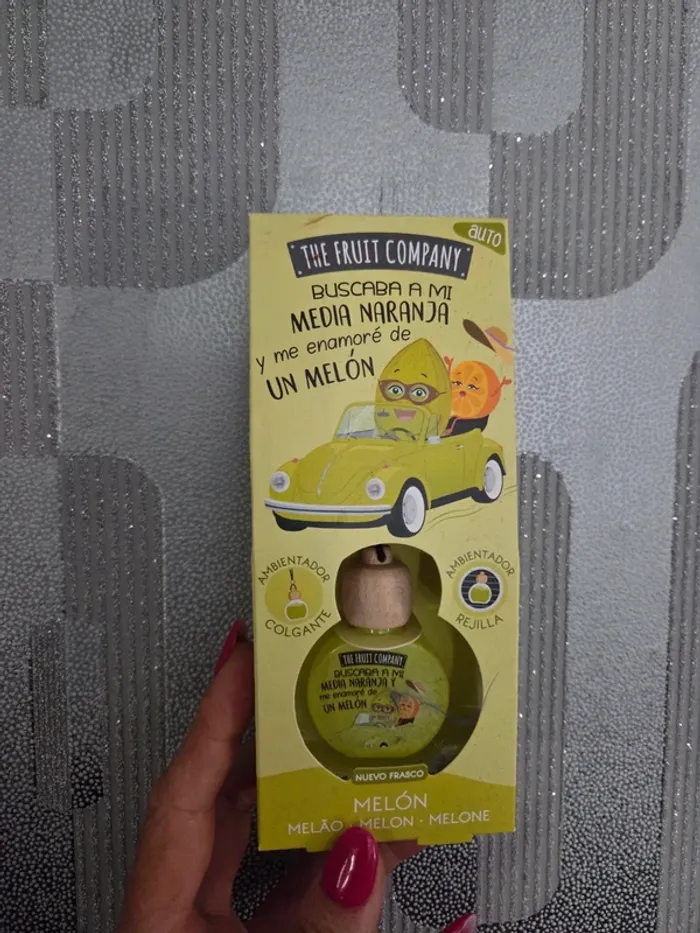 auto
THE FRUIT COMPANY
BUSCABA A MI
MEDIA NARANJA
y me enamoré de
UN MELÓN
AMBIENTADOR
COLGANTE
AMBIENTADOR
REJILLA
THE FRUIT COMPANY
BUSCABA A MI
MEDIA NARANJA Y
me enamoré de
UN MELÓN
NUEVO FRASCO
MELÓN
MELÃO · MELON · MELONE